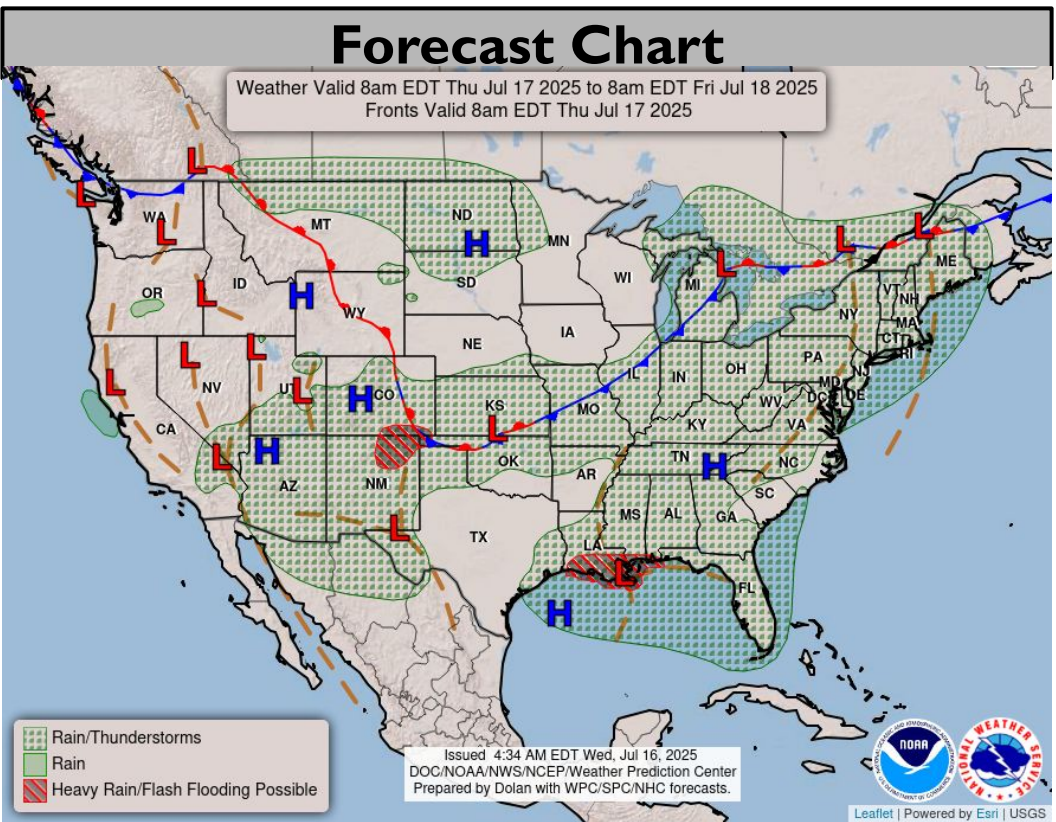 Forecast Chart
Weather Valid 8am EDT Thu Jul 17 2025 to 8am EDT Fri Jul 18 2025
Fronts Valid 8am EDT Thu Jul 17 2025
L
L
WA
L
MT
ND
H
MN
L
L
L
ME
OR
L
ID
H
WY
SD
WI
MI
VT
NH
NY
MA
CT
RI
L
NV
L
UT
L
H
CO
NE
IA
IL
IN
OH
PA
NJ
MD
DE
DC
WV
VA
L
CA
L
H
AZ
NM
KS
L
OK
MO
KY
TN
H
NC
SC
AR
L
TX
MS
AL
GA
LA
L
H
FL
Rain/Thunderstorms
Rain
Heavy Rain/Flash Flooding Possible
Issued 4:34 AM EDT Wed, Jul 16, 2025
DOC/NOAA/NWS/NCEP/Weather Prediction Center
Prepared by Dolan with WPC/SPC/NHC forecasts.
NOAA
NATIONAL WEATHER SERVICE
Leaflet | Powered by Esri | USGS